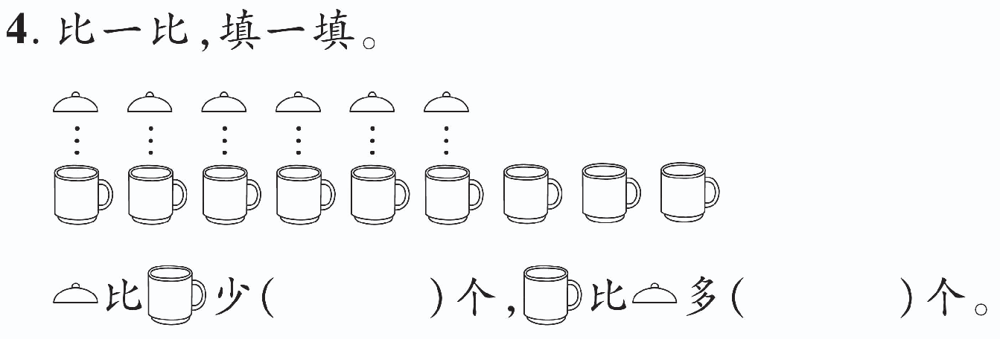 4. 比一比,填一填。
比 少( )个, 比 多( )个。